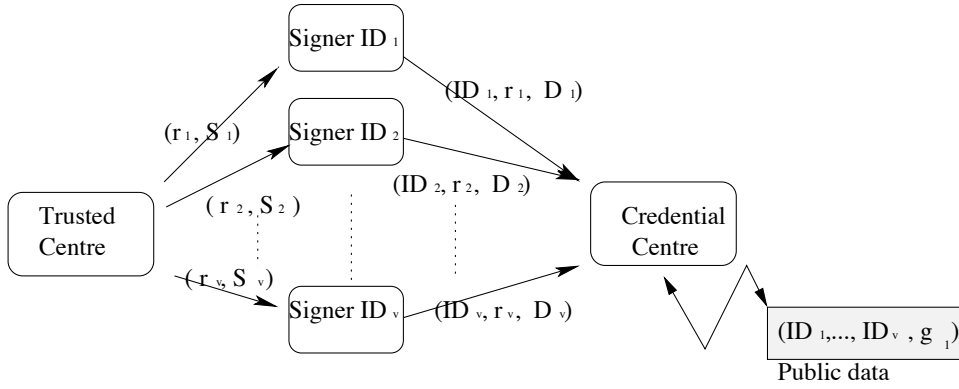 Signer ID ₁
(ID ₁, r ₁, D ₁)
(r ₁, S ₁)
Signer ID ₂
(ID ₂, r ₂, D ₂)
( r ₂ , S ₂ )
Trusted
Centre
Credential
Centre
( r ᵥ, S ᵥ)
Signer ID ᵥ
(ID ᵥ, r ᵥ, D ᵥ)
(ID ₁,..., ID ᵥ , g ₁)
Public data